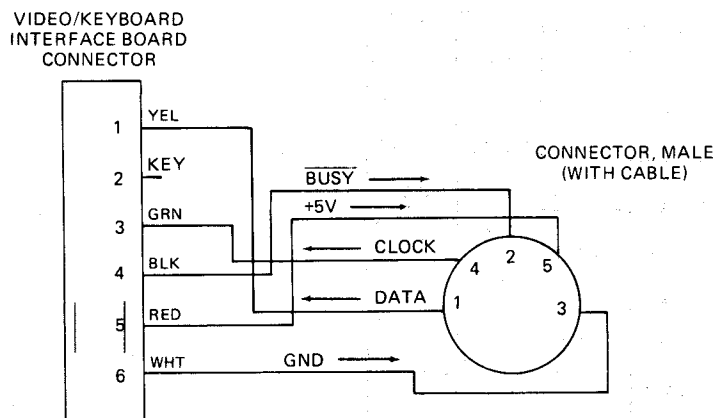 VIDEO/KEYBOARD
INTERFACE BOARD
CONNECTOR
1 YEL
2 KEY
3 GRN
4 BLK
5 RED
6 WHT
BUSY
+5V
CLOCK
DATA
GND
CONNECTOR, MALE
(WITH CABLE)
4 2 5
1 3